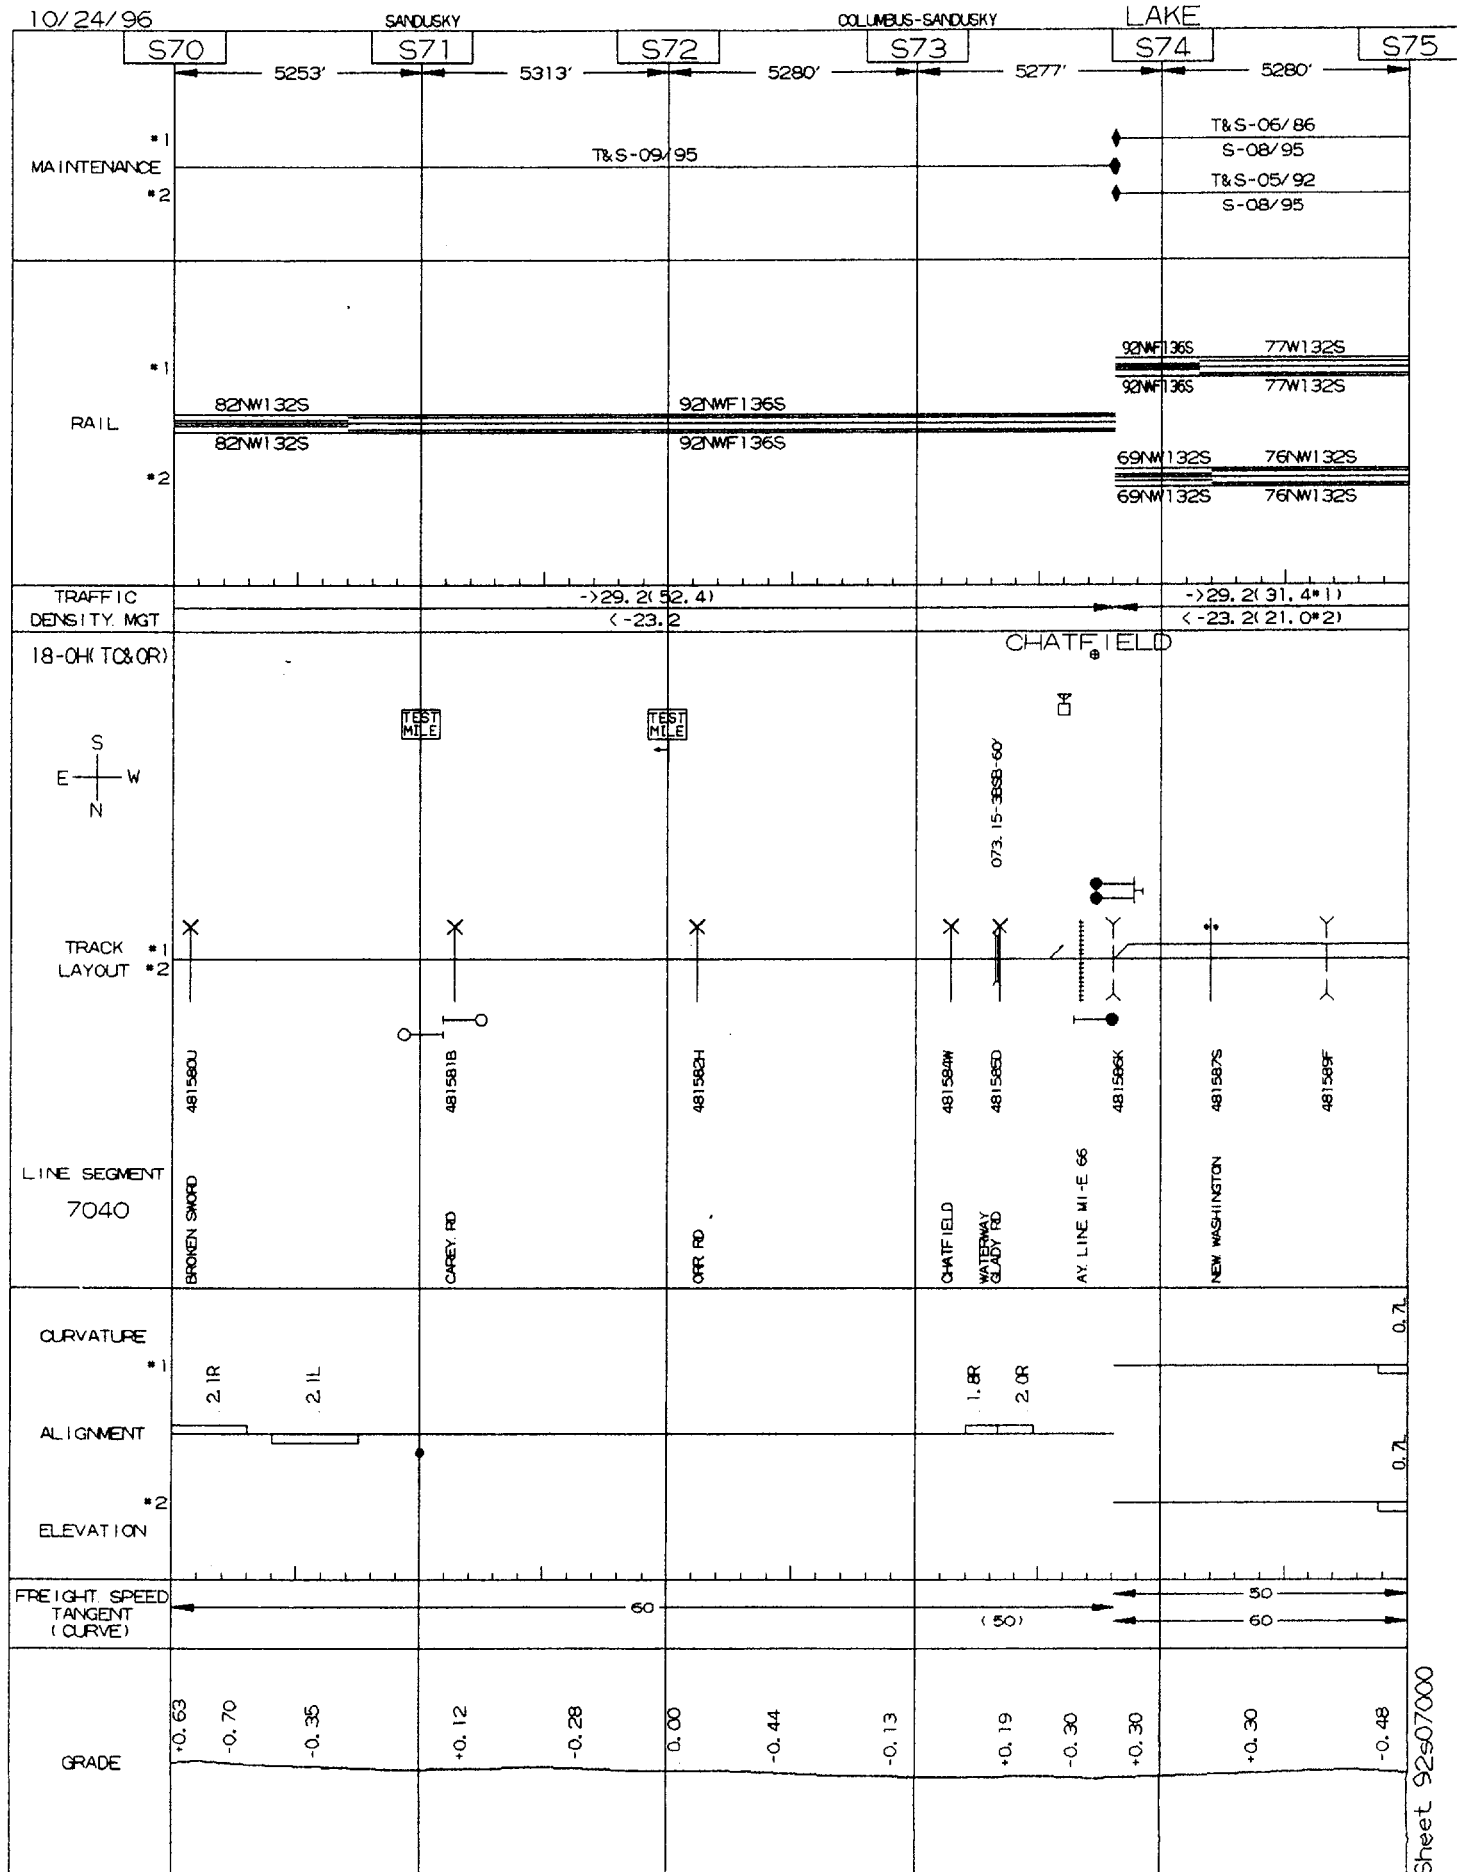 10/24/96 SANDUSKY COLUMBUS-SANDUSKY LAKE
S70 S71 S72 S73 S74 S75
5253' 5313' 5280' 5277' 5280'
*1 T&S-06/86
S-08/95
MAINTENANCE T&S-09/95
*2 T&S-05/92
S-08/95
*1 92NWF136S 77W132S
92NWF136S 77W132S
RAIL 82NW132S 92NWF136S
82NW132S 92NWF136S
*2 69NW132S 76NW132S
69NW132S 76NW132S
TRAFFIC ->29.2(52.4) ->29.2(31.4*1)
DENSITY MGT <-23.2 <-23.2(21.0*2)
18-OH(TC&OR) CHATFIELD
TEST MILE TEST MILE
S
E W
N
073.15-3BSB-60'
TRACK *1
LAYOUT *2
481580U 481581B 481582H 481584W 481585D 481586K 481587S 481589F
LINE SEGMENT
7040
BROKEN SWORD CAREY RD ORR RD CHATFIELD WATERWAY GLADY RD AY. LINE MI-E 66 NEW WASHINGTON
CURVATURE 0.7L
*1 2.1R 2.1L 1.8R 2.0R
ALIGNMENT 0.7L
*2
ELEVATION
FREIGHT SPEED 50
TANGENT 60
(CURVE) (50) 60
GRADE +0.63 -0.70 -0.35 +0.12 -0.28 0.00 -0.44 -0.13 +0.19 -0.30 +0.30 +0.30 -0.48
Sheet 92s07000